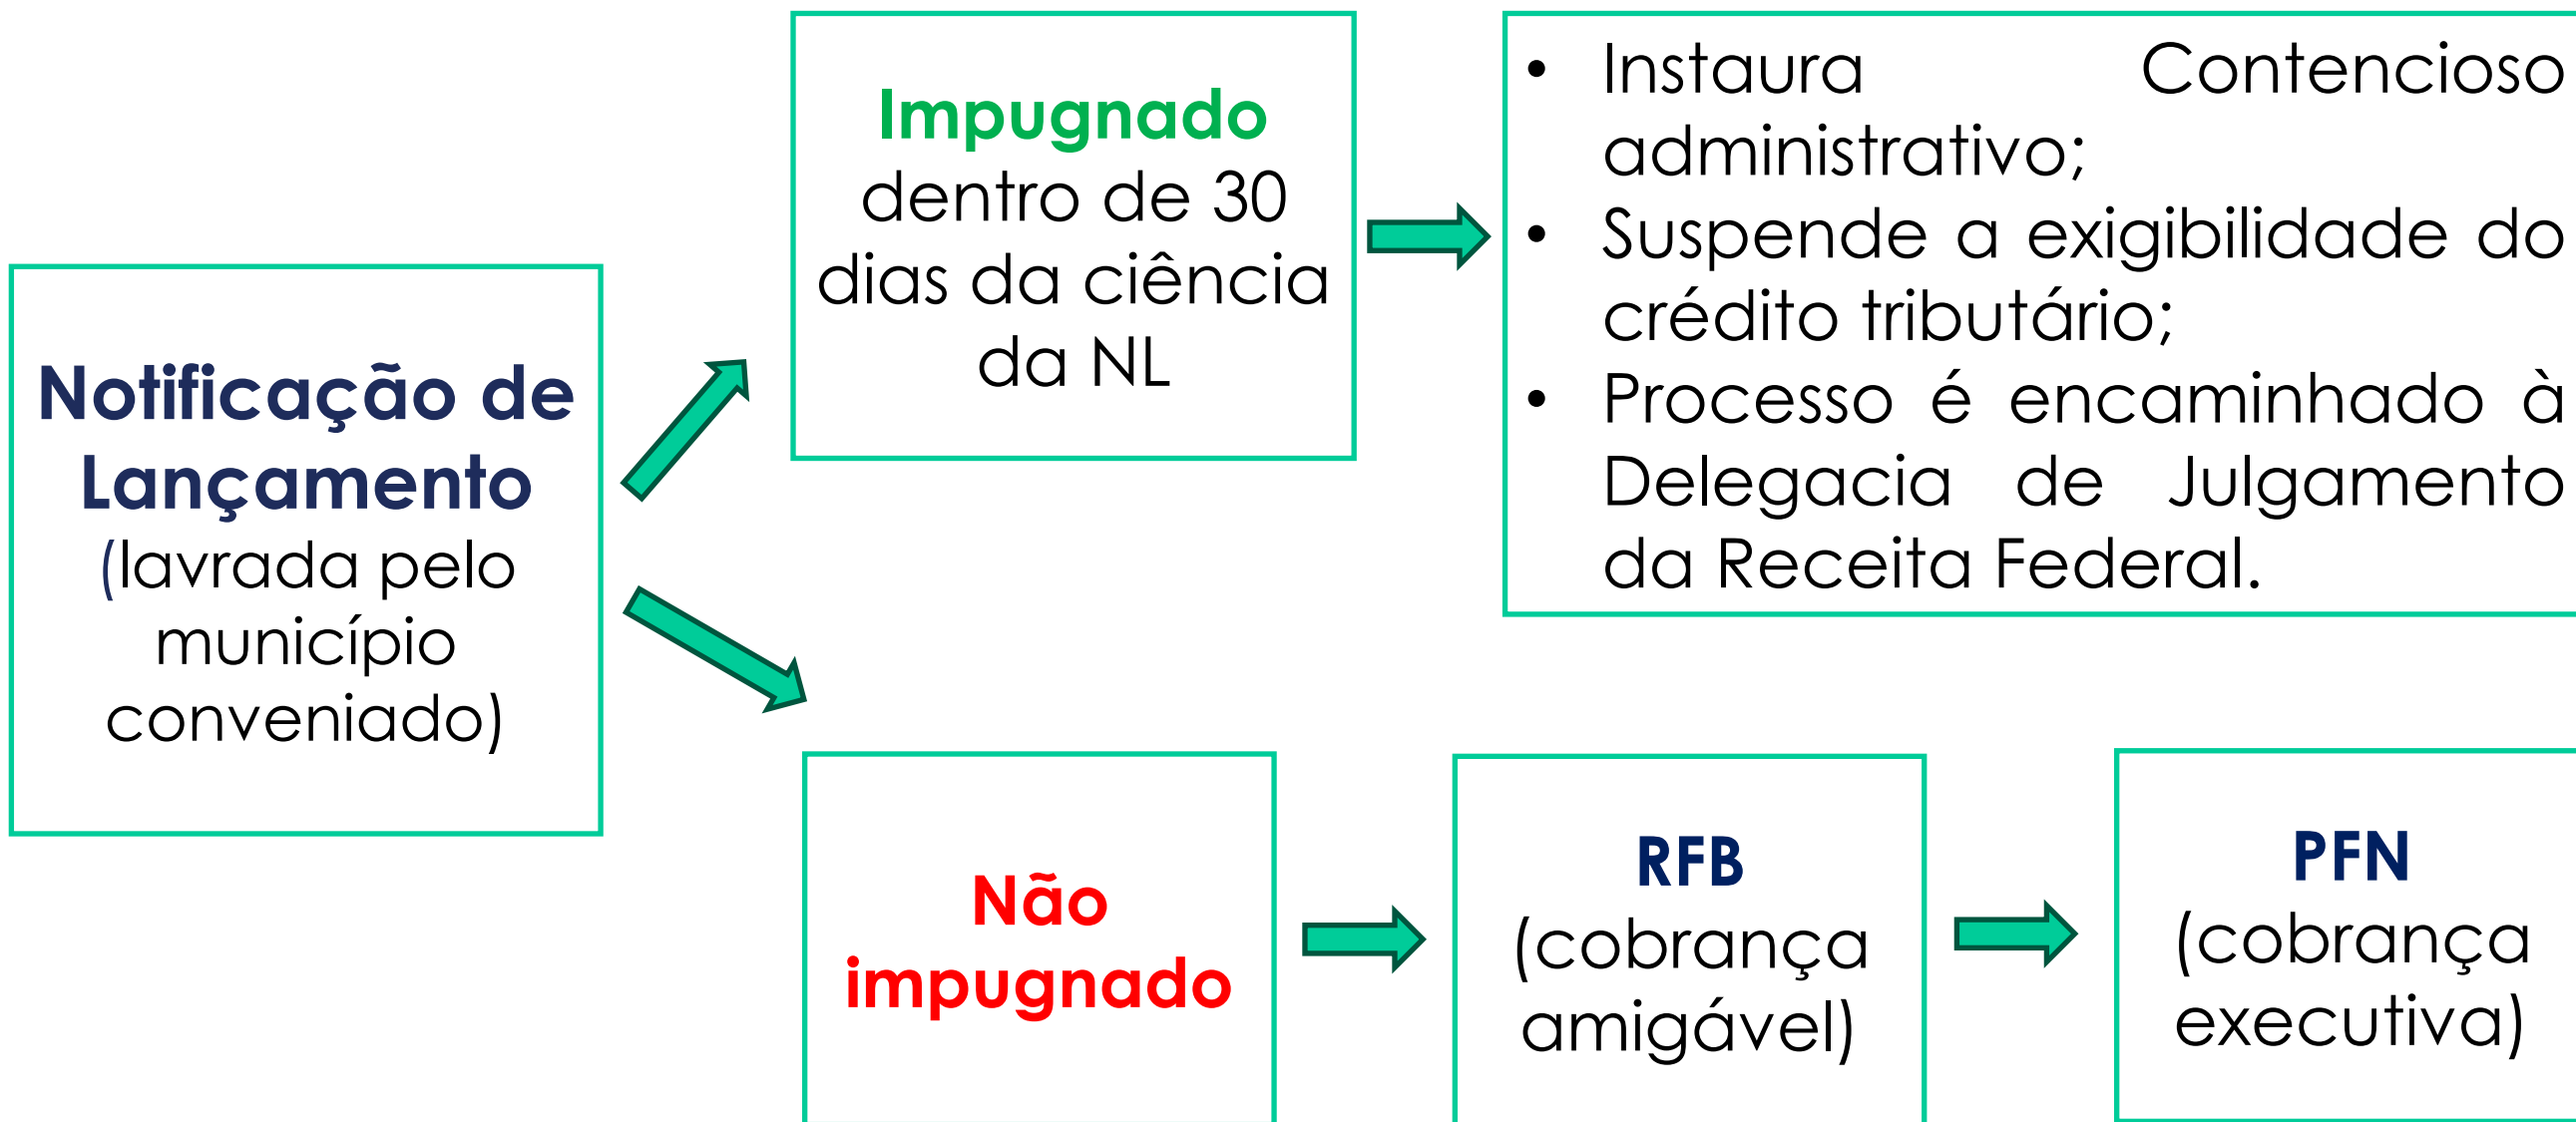 Notificação de
Lançamento
(lavrada pelo
município
conveniado)
Impugnado
dentro de 30
dias da ciência
da NL
• Instaura Contencioso
administrativo;
• Suspende a exigibilidade do
crédito tributário;
• Processo é encaminhado à
Delegacia de Julgamento
da Receita Federal.
Não
impugnado
RFB
(cobrança
amigável)
PFN
(cobrança
executiva)